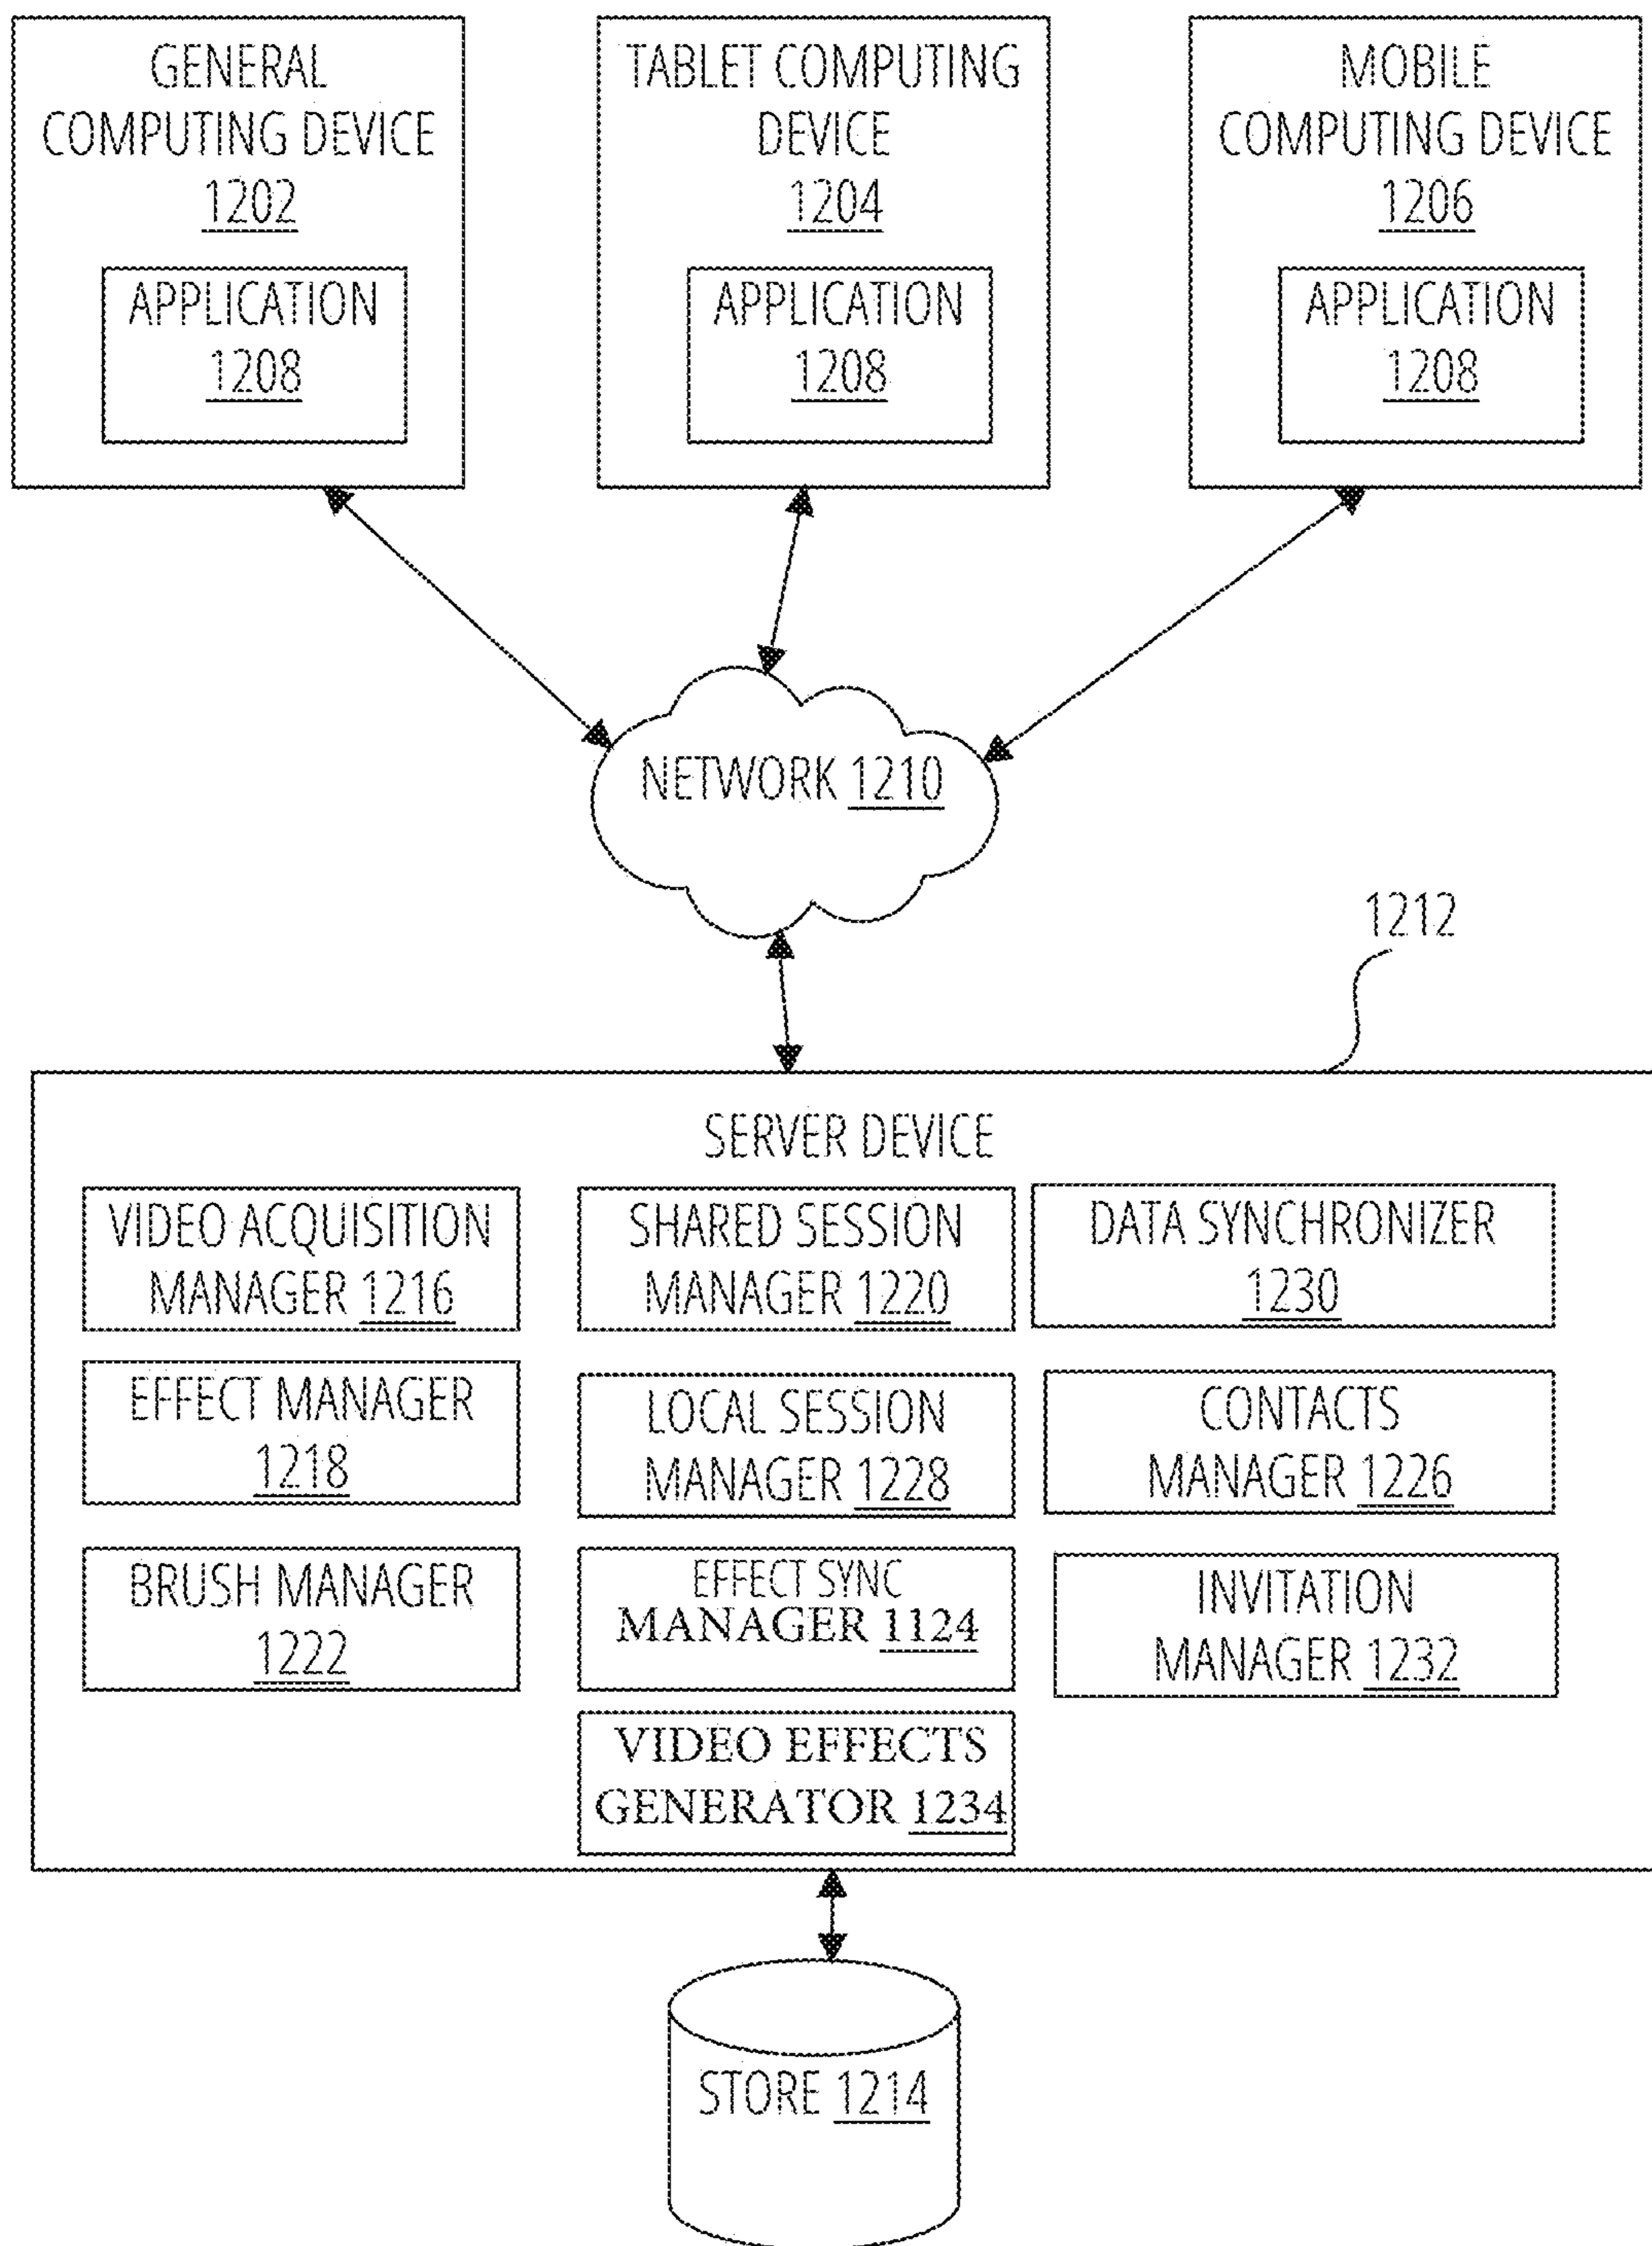 GENERAL
COMPUTING DEVICE
1202
APPLICATION
1208
TABLET COMPUTING
DEVICE
1204
APPLICATION
1208
MOBILE
COMPUTING DEVICE
1206
APPLICATION
1208
NETWORK 1210
1212
SERVER DEVICE
VIDEO ACQUISITION
MANAGER 1216
SHARED SESSION
MANAGER 1220
DATA SYNCHRONIZER
1230
EFFECT MANAGER
1218
LOCAL SESSION
MANAGER 1228
CONTACTS
MANAGER 1226
BRUSH MANAGER
1222
EFFECT SYNC
MANAGER 1124
INVITATION
MANAGER 1232
VIDEO EFFECTS
GENERATOR 1234
STORE 1214